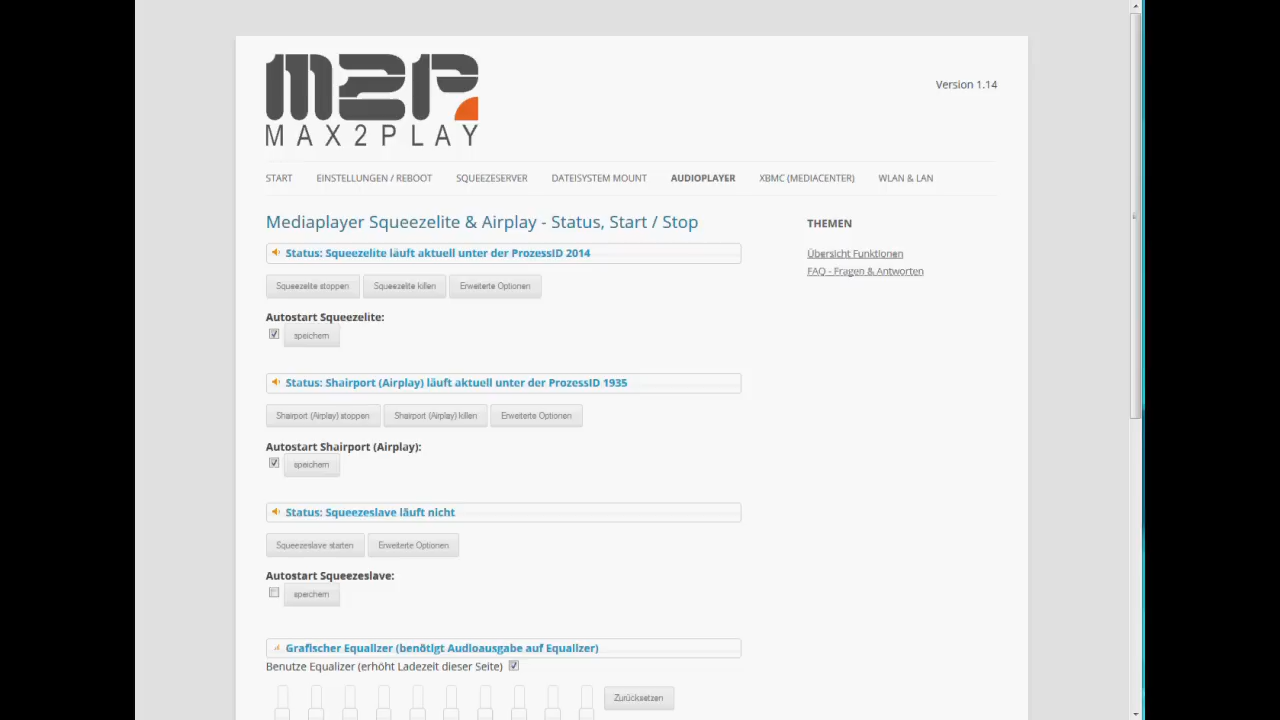 M2P
MAX2PLAY
Version 1.14
START EINSTELLUNGEN / REBOOT SQUEEZESERVER DATEISYSTEM MOUNT AUDIOPLAYER XBMC (MEDIACENTER) WLAN & LAN
Mediaplayer Squeezelite & Airplay - Status, Start / Stop
THEMEN
Übersicht Funktionen
FAQ - Fragen & Antworten
Status: Squeezelite läuft aktuell unter der ProzessID 2014
Squeezelite stoppen Squeezelite killen Erweiterte Optionen
Autostart Squeezelite:
speichern
Status: Shairport (Airplay) läuft aktuell unter der ProzessID 1935
Shairport (Airplay) stoppen Shairport (Airplay) killen Erweiterte Optionen
Autostart Shairport (Airplay):
speichern
Status: Squeezeslave läuft nicht
Squeezeslave starten Erweiterte Optionen
Autostart Squeezeslave:
speichern
Grafischer Equalizer (benötigt Audioausgabe auf Equalizer)
Benutze Equalizer (erhöht Ladezeit dieser Seite)
Zurücksetzen